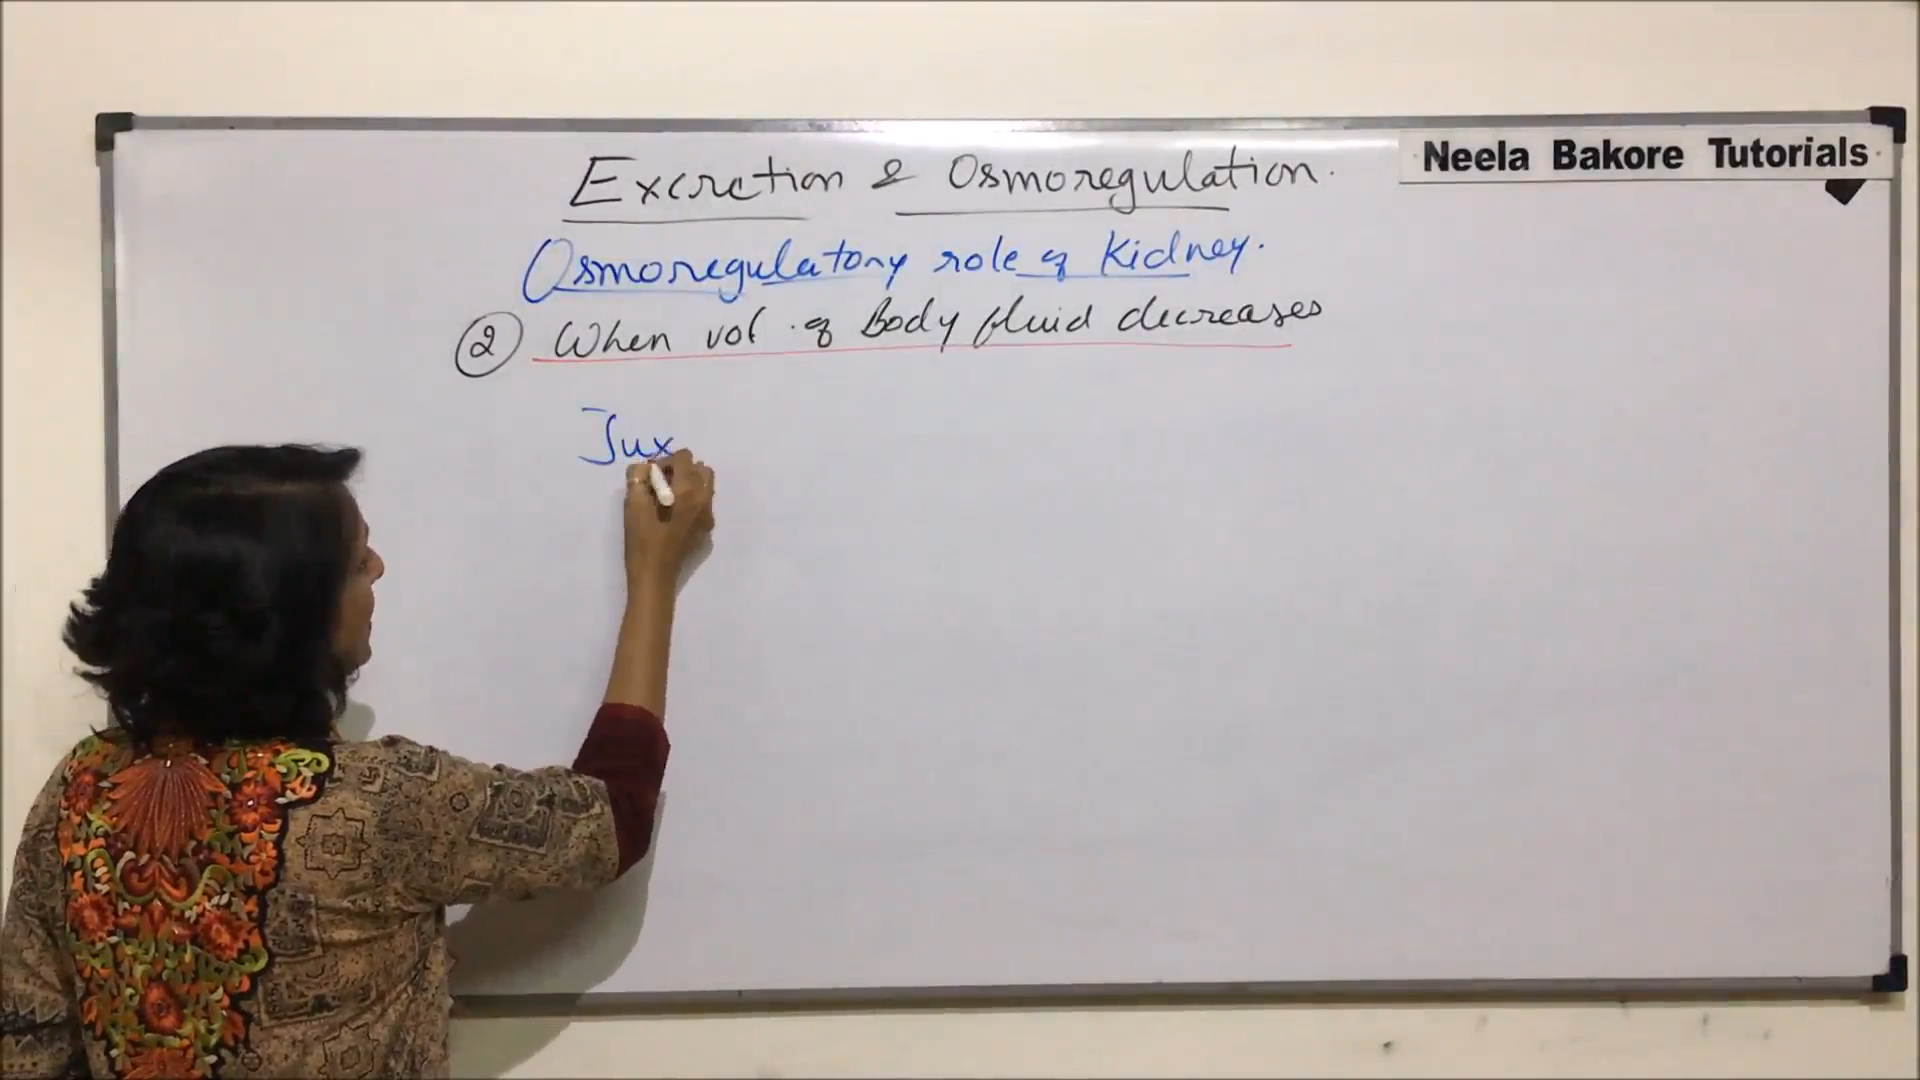 Neela Bakore Tutorials
Excretion & Osmoregulation.
Osmoregulatory role of Kidney.
② When vol. of Body fluid decreases
Jux